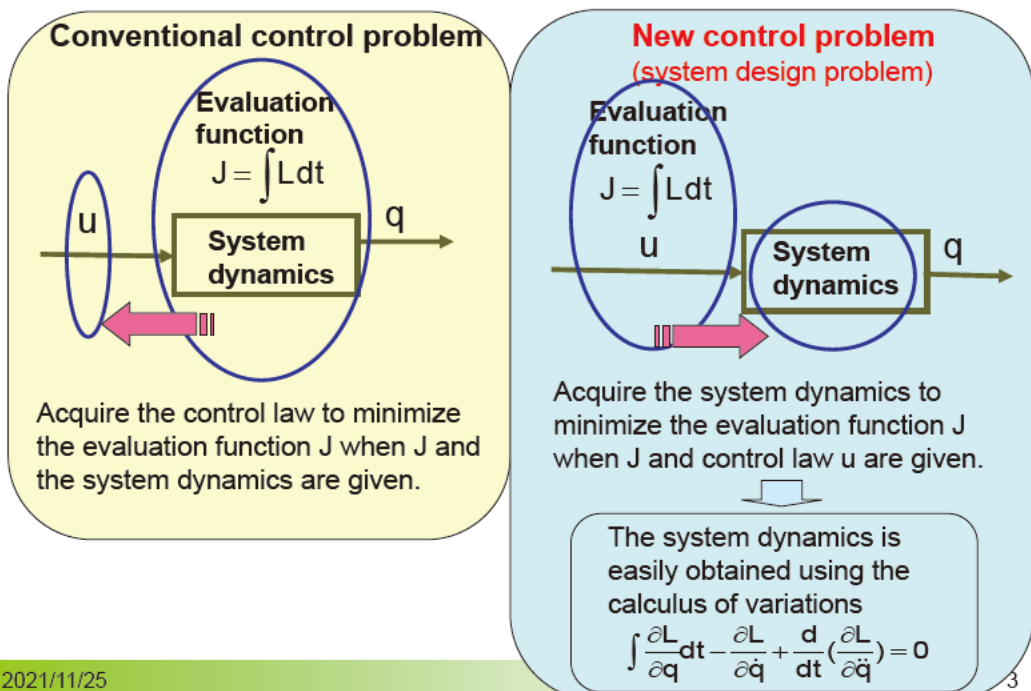 Conventional control problem
Evaluation
function
J = ∫Ldt
u
System
dynamics
q
Acquire the control law to minimize
the evaluation function J when J and
the system dynamics are given.
New control problem
(system design problem)
Evaluation
function
J = ∫Ldt
u
System
dynamics
q
Acquire the system dynamics to
minimize the evaluation function J
when J and control law u are given.
The system dynamics is
easily obtained using the
calculus of variations
∫ ∂L/∂q dt − ∂L/∂q̇ + d/dt(∂L/∂q̈) = 0
2021/11/25
3